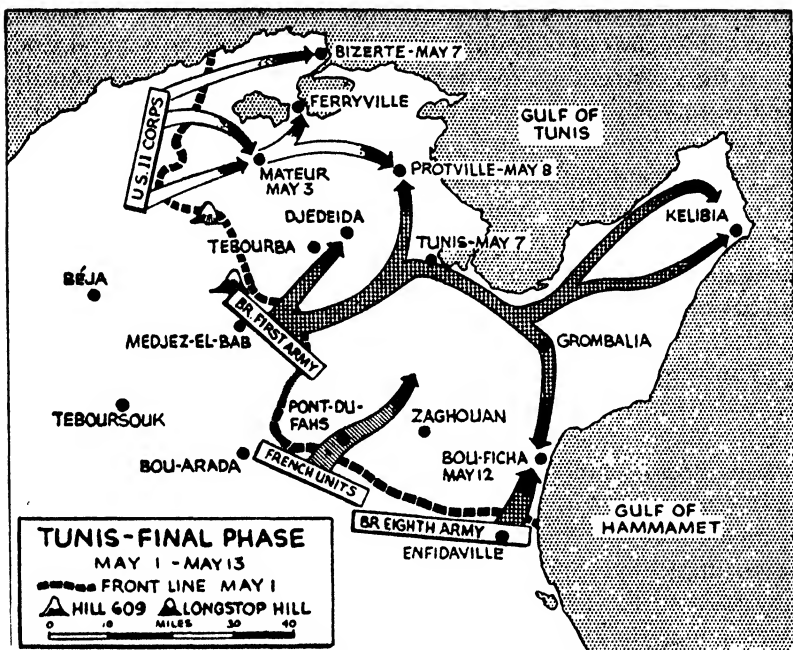 BIZERTE-MAY 7
FERRYVILLE
GULF OF
TUNIS
U.S. II CORPS
MATEUR
MAY 3
PROTVILLE-MAY 8
DJEDEIDA
KELIBIA
TEBOURBA
TUNIS-MAY 7
BÉJA
BR. FIRST ARMY
MEDJEZ-EL-BAB
GROMBALIA
PONT-DU-
FAHS
TEBOURSOUK
ZAGHOUAN
BOU-ARADA
FRENCH UNITS
BOU-FICHA
MAY 12
GULF OF
HAMMAMET
BR EIGHTH ARMY
ENFIDAVILLE
TUNIS-FINAL PHASE
MAY 1 - MAY 13
FRONT LINE MAY 1
HILL 609 LONGSTOP HILL
0 10 MILES 30 40